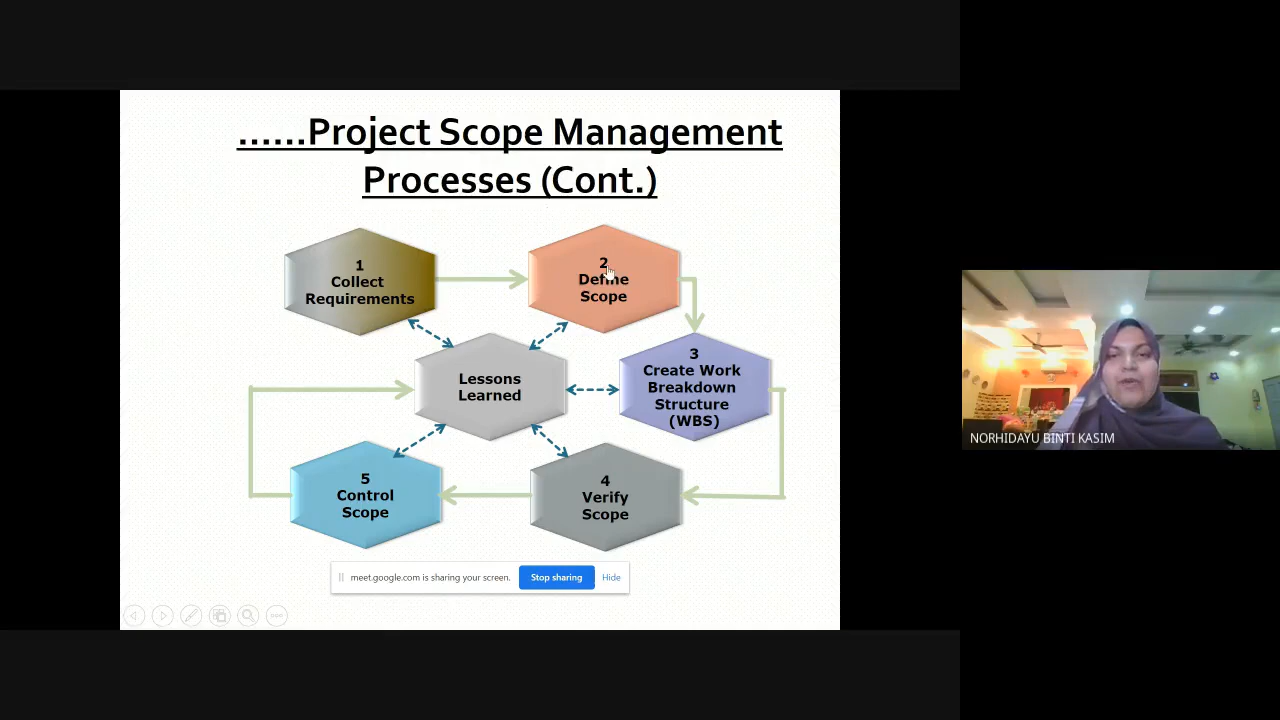 ......Project Scope Management
Processes (Cont.)
1
Collect
Requirements
2
Define
Scope
Lessons
Learned
3
Create Work
Breakdown
Structure
(WBS)
5
Control
Scope
4
Verify
Scope
meet.google.com is sharing your screen.
Stop sharing
Hide
NORHIDAYU BINTI KASIM